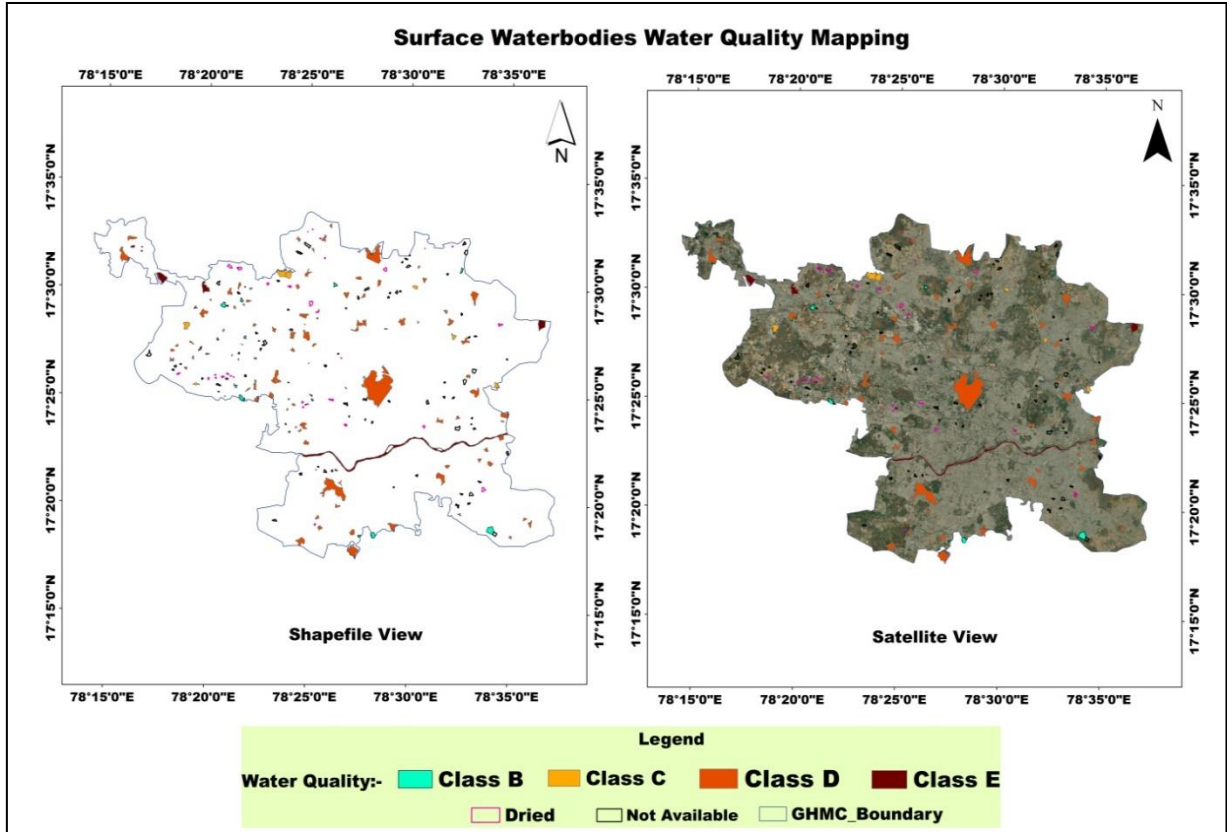 Surface Waterbodies Water Quality Mapping
78°15'0"E 78°20'0"E 78°25'0"E 78°30'0"E 78°35'0"E
N
17°35'0"N
17°30'0"N
17°25'0"N
17°20'0"N
17°15'0"N
17°35'0"N
17°30'0"N
17°25'0"N
17°20'0"N
17°15'0"N
Shapefile View
78°15'0"E 78°20'0"E 78°25'0"E 78°30'0"E 78°35'0"E
78°15'0"E 78°20'0"E 78°25'0"E 78°30'0"E 78°35'0"E
N
17°35'0"N
17°30'0"N
17°25'0"N
17°20'0"N
17°15'0"N
17°35'0"N
17°30'0"N
17°25'0"N
17°20'0"N
17°15'0"N
Satellite View
78°15'0"E 78°20'0"E 78°25'0"E 78°30'0"E 78°35'0"E
Legend
Water Quality:- Class B Class C Class D Class E
Dried Not Available GHMC_Boundary